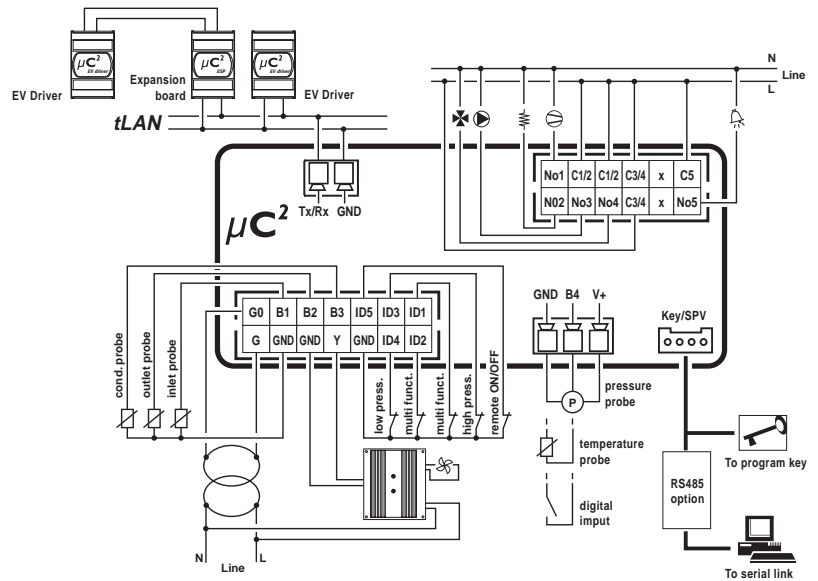 µC²
EV driver
µC²
ESP
µC²
EV driver
EV Driver
Expansion
board
EV Driver
tLAN
N
Line
L
Tx/Rx GND
µC²
No1 C1/2 C1/2 C3/4 x C5
N02 No3 No4 C3/4 x No5
G0 B1 B2 B3 ID5 ID3 ID1
G GND GND Y GND ID4 ID2
GND B4 V+
Key/SPV
cond. probe
outlet probe
inlet probe
low press.
multi funct.
multi funct.
high press.
remote ON/OFF
P
pressure
probe
temperature
probe
digital
imput
RS485
option
To program key
To serial link
N
Line
L